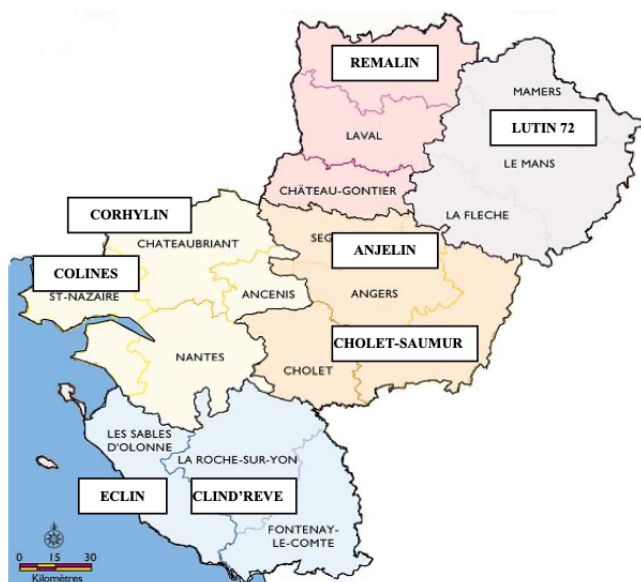 REMALIN
MAMERS
LUTIN 72
LAVAL
LE MANS
CHÂTEAU-GONTIER
CORHYLIN
LA FLECHE
SEG
CHATEAUBRIANT
ANJELIN
COLINES
ST-NAZAIRE
ANCENIS
ANGERS
CHOLET-SAUMUR
NANTES
CHOLET
LES SABLES
D'OLONNE
LA ROCHE-SUR-YON
ECLIN
CLIND’REVE
FONTENAY-
LE-COMTE
0 15 30
Kilomètres